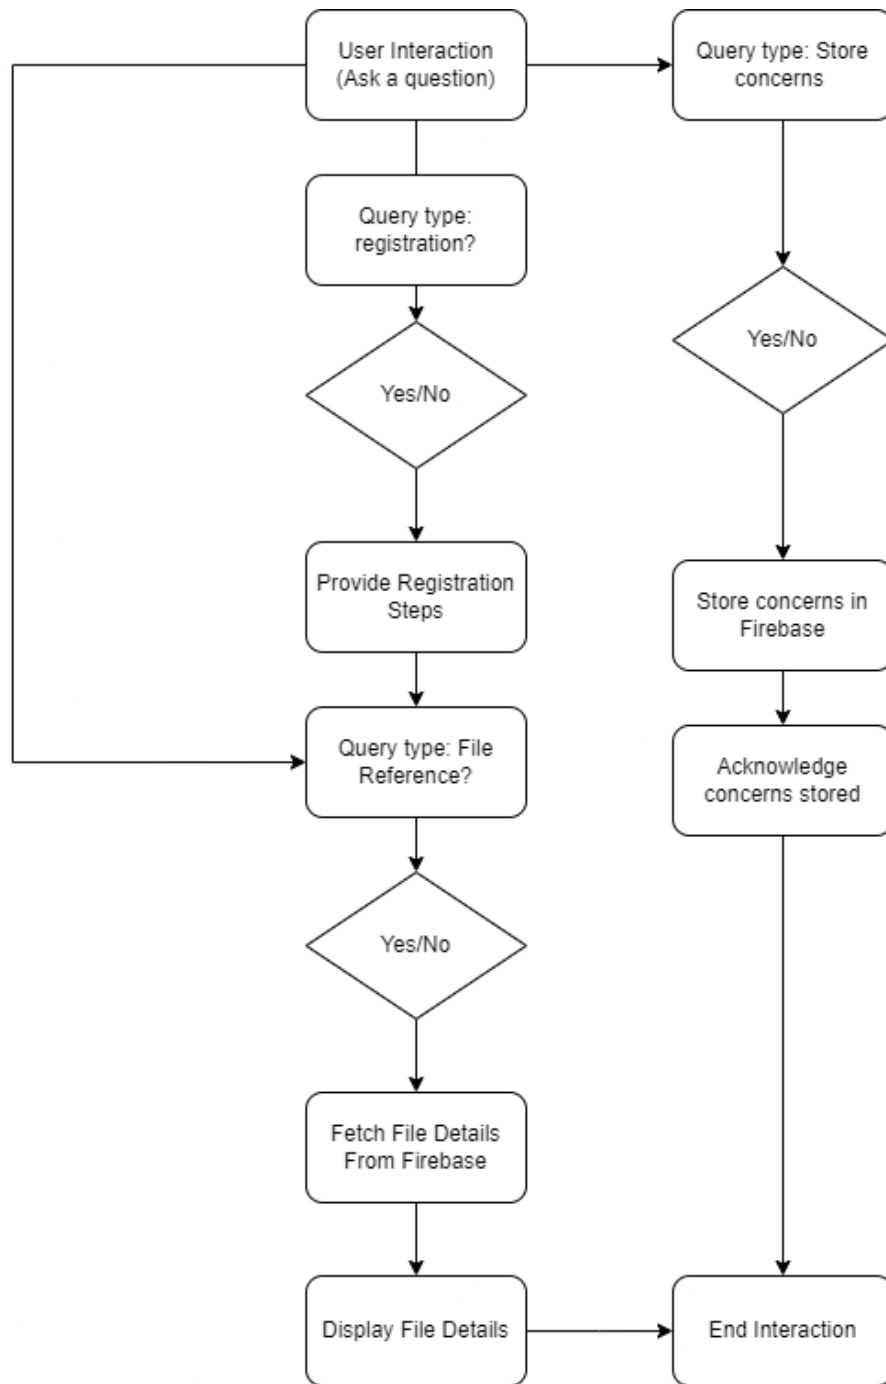 User Interaction
(Ask a question)
Query type: Store
concerns
Query type:
registration?
Yes/No
Yes/No
Provide Registration
Steps
Store concerns in
Firebase
Query type: File
Reference?
Acknowledge
concerns stored
Yes/No
Fetch File Details
From Firebase
Display File Details
End Interaction